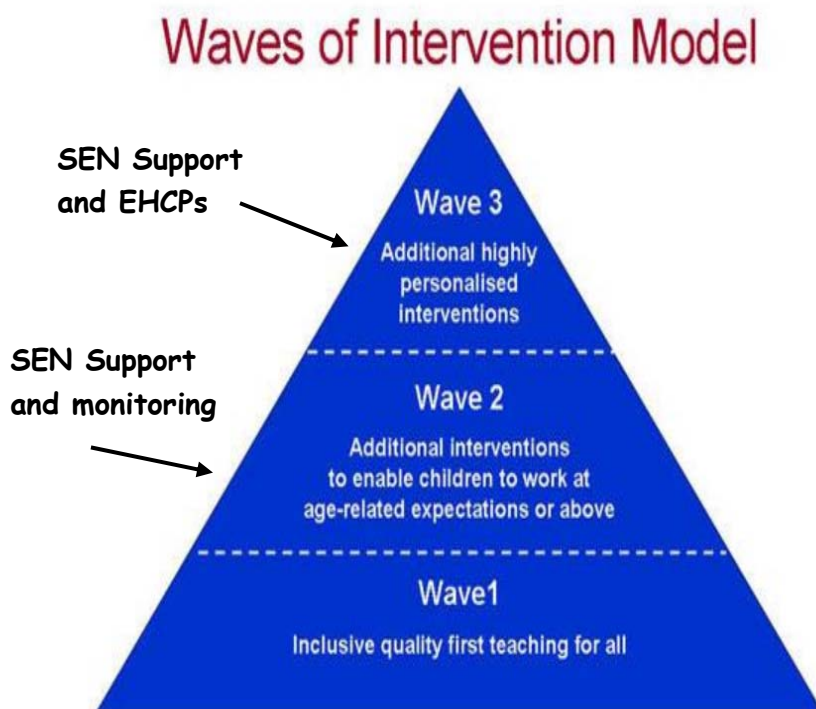 Waves of Intervention Model
SEN Support
and EHCPs
Wave 3
Additional highly
personalised
interventions
SEN Support
and monitoring
Wave 2
Additional interventions
to enable children to work at
age-related expectations or above
Wave1
Inclusive quality first teaching for all